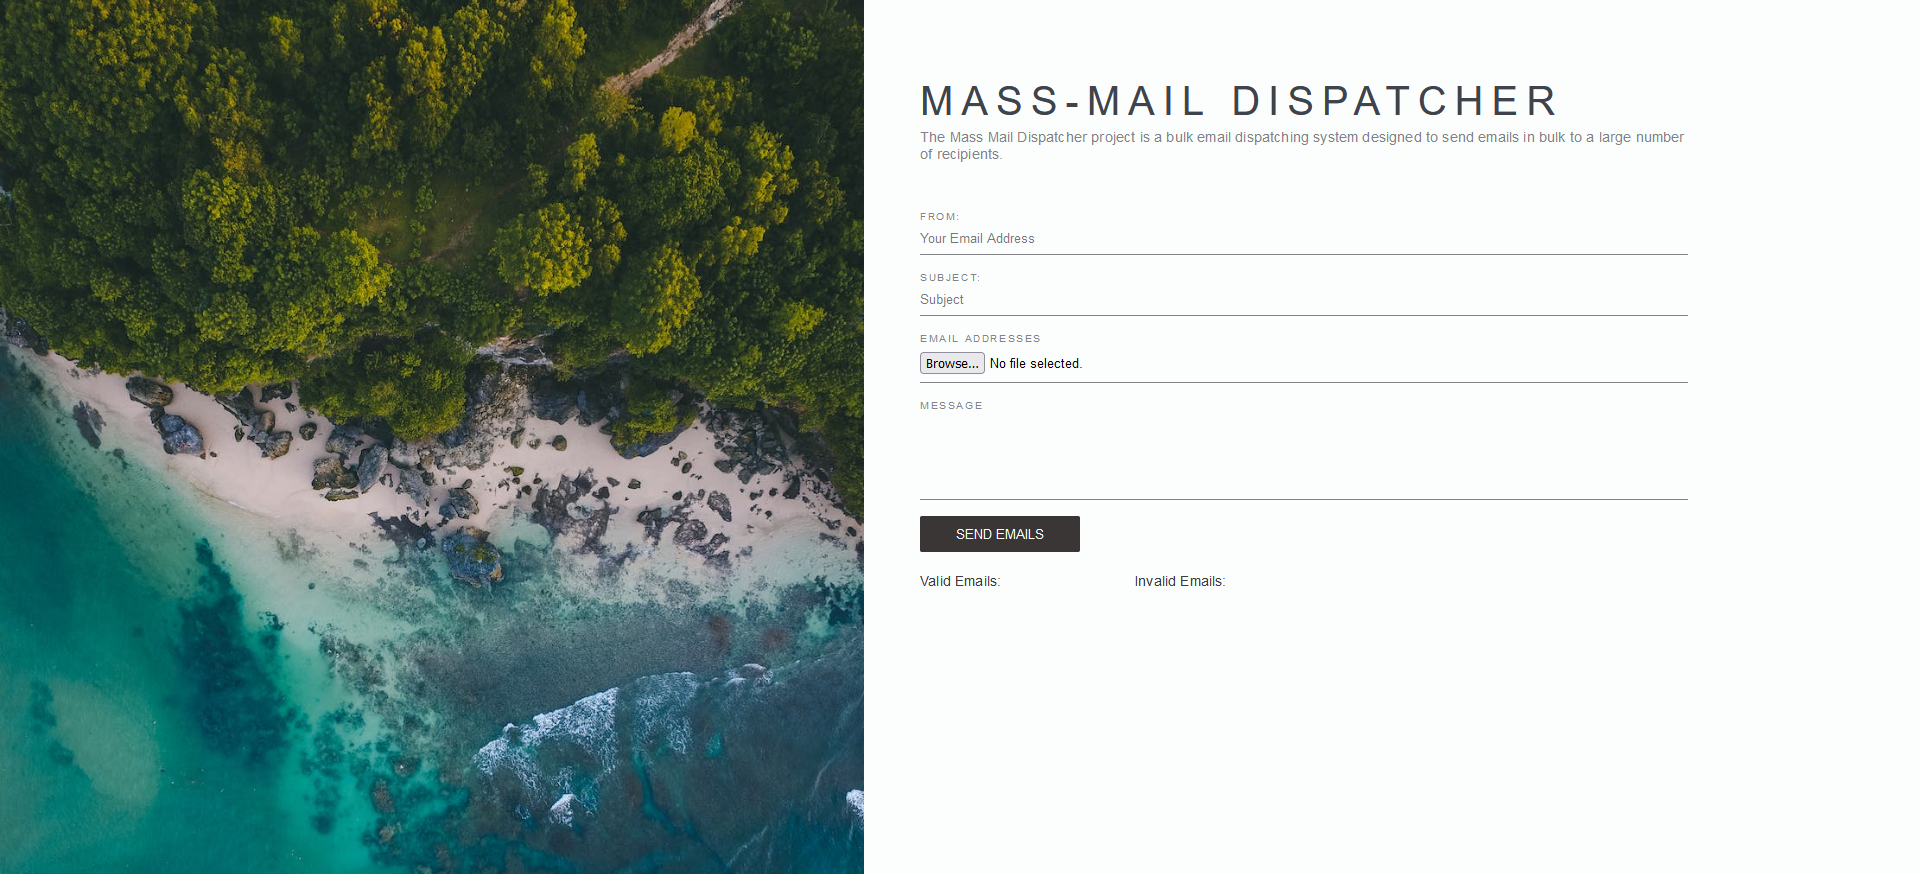 MASS-MAIL DISPATCHER
The Mass Mail Dispatcher project is a bulk email dispatching system designed to send emails in bulk to a large number
of recipients.
FROM:
Your Email Address
SUBJECT:
Subject
EMAIL ADDRESSES
Browse... No file selected.
MESSAGE
SEND EMAILS
Valid Emails: Invalid Emails: